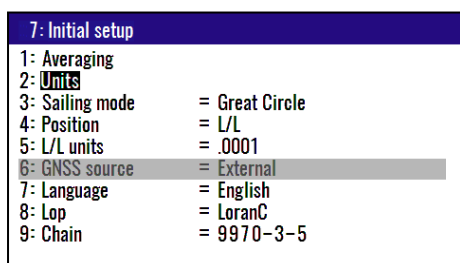 7: Initial setup
1: Averaging
2: Units
3: Sailing mode = Great Circle
4: Position = L/L
5: L/L units = .0001
6: GNSS source = External
7: Language = English
8: Lop = LoranC
9: Chain = 9970-3-5